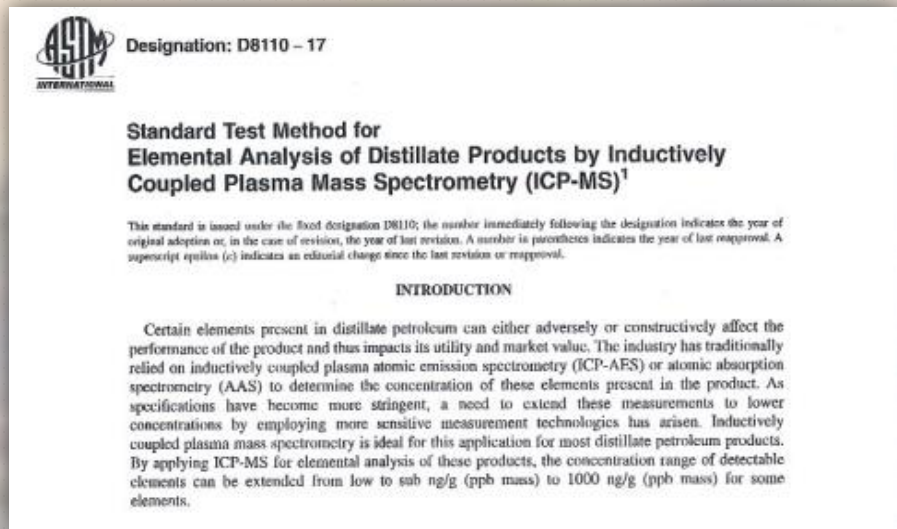 ASTM
INTERNATIONAL
Designation: D8110 – 17
Standard Test Method for
Elemental Analysis of Distillate Products by Inductively
Coupled Plasma Mass Spectrometry (ICP-MS)¹
This standard is issued under the fixed designation D8110; the number immediately following the designation indicates the year of
original adoption or, in the case of revision, the year of last revision. A number in parentheses indicates the year of last reapproval. A
superscript epsilon (ε) indicates an editorial change since the last revision or reapproval.
INTRODUCTION
Certain elements present in distillate petroleum can either adversely or constructively affect the
performance of the product and thus impacts its utility and market value. The industry has traditionally
relied on inductively coupled plasma atomic emission spectrometry (ICP-AES) or atomic absorption
spectrometry (AAS) to determine the concentration of these elements present in the product. As
specifications have become more stringent, a need to extend these measurements to lower
concentrations by employing more sensitive measurement technologies has arisen. Inductively
coupled plasma mass spectrometry is ideal for this application for most distillate petroleum products.
By applying ICP-MS for elemental analysis of these products, the concentration range of detectable
elements can be extended from low to sub ng/g (ppb mass) to 1000 ng/g (ppb mass) for some
elements.